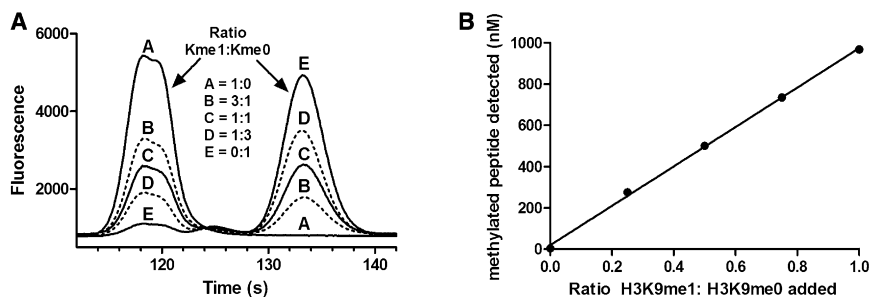 A
Ratio
Kme1:Kme0
A = 1:0
B = 3:1
C = 1:1
D = 1:3
E = 0:1
A
B
C
D
E
E
D
C
B
A
6000
4000
2000
Fluorescence
120
130
140
Time (s)
B
methylated peptide detected (nM)
1000
800
600
400
200
0
0.0
0.2
0.4
0.6
0.8
1.0
Ratio H3K9me1: H3K9me0 added